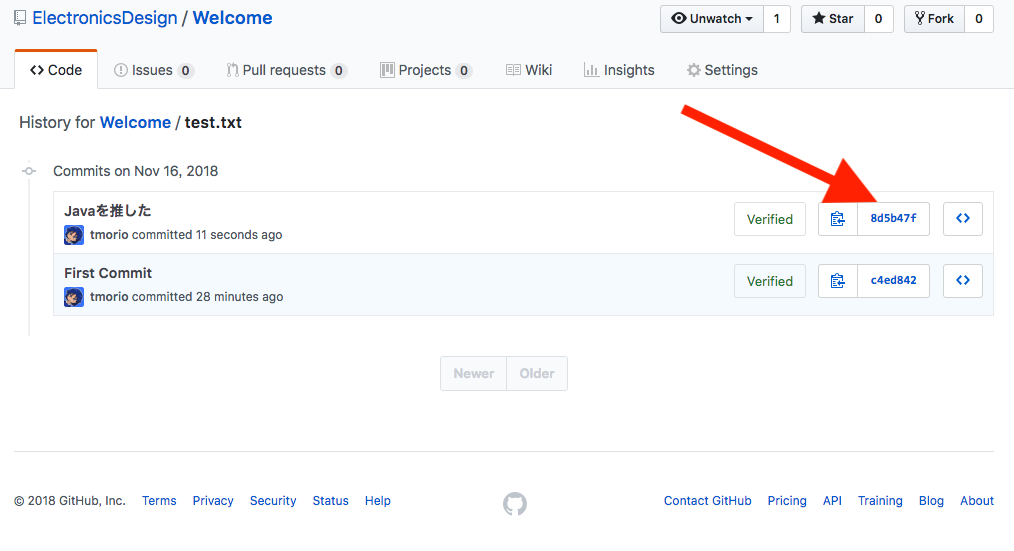 ElectronicsDesign / Welcome
Unwatch 1 Star 0 Fork 0
Code Issues 0 Pull requests 0 Projects 0 Wiki Insights Settings
History for Welcome / test.txt
Commits on Nov 16, 2018
Javaを推した
tmorio committed 11 seconds ago
Verified 8d5b47f
First Commit
tmorio committed 28 minutes ago
Verified c4ed842
Newer Older
© 2018 GitHub, Inc. Terms Privacy Security Status Help
Contact GitHub Pricing API Training Blog About